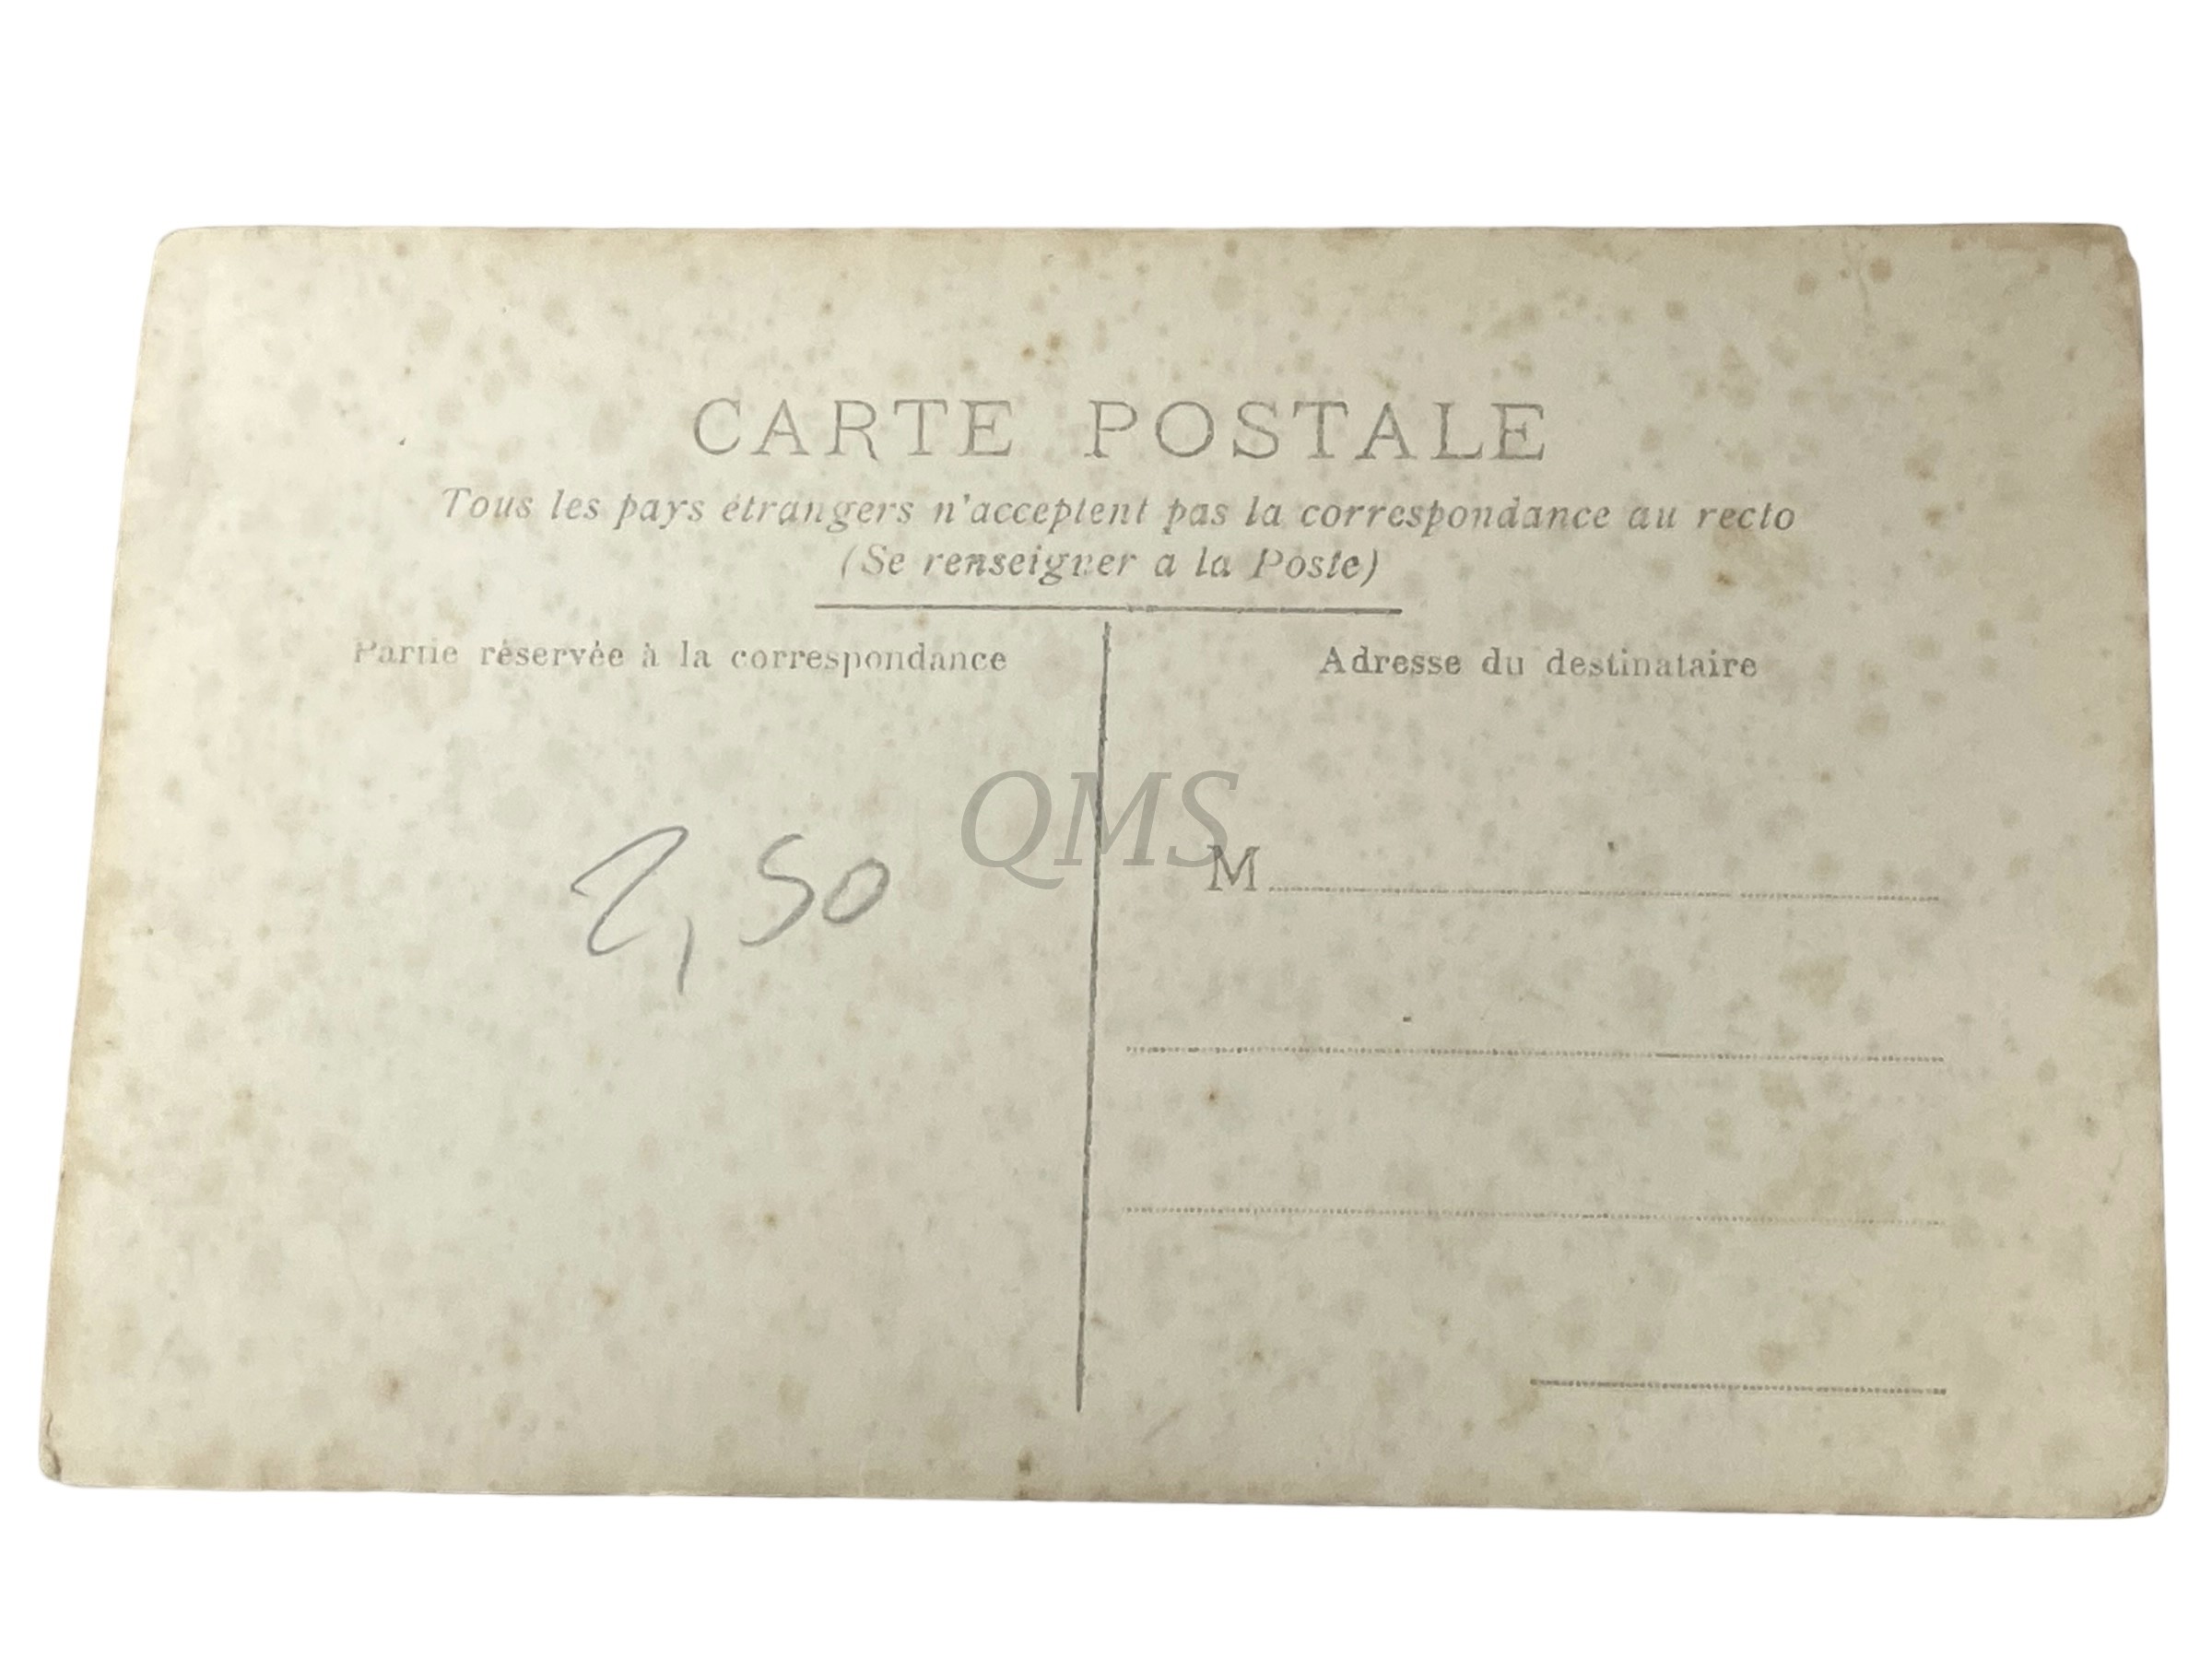 CARTE POSTALE
Tous les pays étrangers n'acceptent pas la correspondance au recto
(Se renseigner a la Poste)
Partie réservée à la correspondance
Adresse du destinataire
QMS
2,50
M